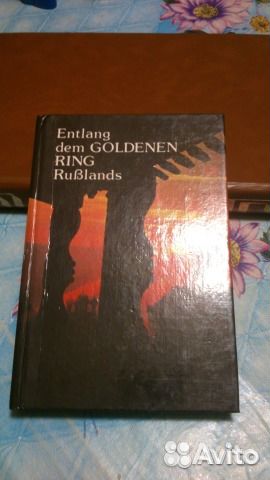 Entlang
dem GOLDENEN
RING
Rußlands
Avito